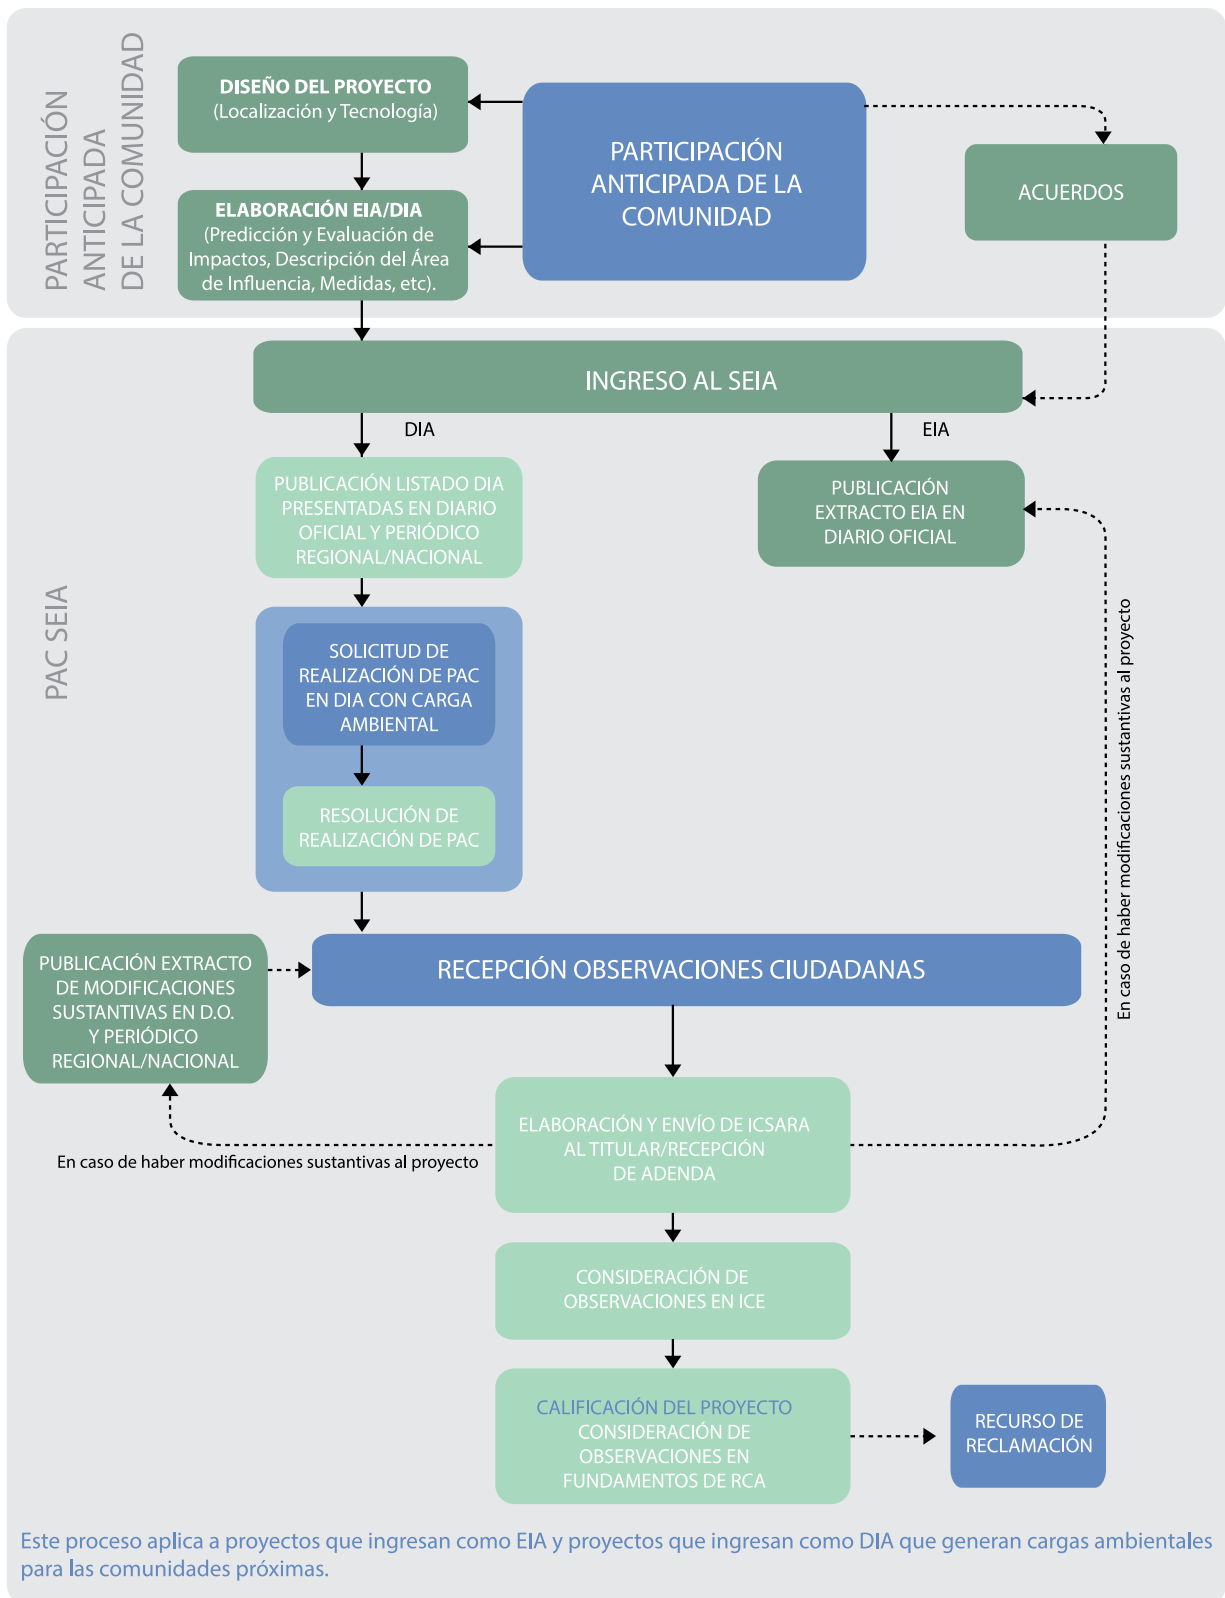 PARTICIPACIÓN
ANTICIPADA
DE LA COMUNIDAD
DISEÑO DEL PROYECTO
(Localización y Tecnología)
PARTICIPACIÓN
ANTICIPADA DE LA
COMUNIDAD
ACUERDOS
ELABORACIÓN EIA/DIA
(Predicción y Evaluación de
Impactos, Descripción del Área
de Influencia, Medidas, etc).
PAC SEIA
INGRESO AL SEIA
DIA
EIA
PUBLICACIÓN LISTADO DIA
PRESENTADAS EN DIARIO
OFICIAL Y PERIÓDICO
REGIONAL/NACIONAL
PUBLICACIÓN
EXTRACTO EIA EN
DIARIO OFICIAL
SOLICITUD DE
REALIZACIÓN DE PAC
EN DIA CON CARGA
AMBIENTAL
RESOLUCIÓN DE
REALIZACIÓN DE PAC
En caso de haber modificaciones sustantivas al proyecto
PUBLICACIÓN EXTRACTO
DE MODIFICACIONES
SUSTANTIVAS EN D.O.
Y PERIÓDICO
REGIONAL/NACIONAL
RECEPCIÓN OBSERVACIONES CIUDADANAS
ELABORACIÓN Y ENVÍO DE ICSARA
AL TITULAR/RECEPCIÓN
DE ADENDA
En caso de haber modificaciones sustantivas al proyecto
CONSIDERACIÓN DE
OBSERVACIONES EN ICE
CALIFICACIÓN DEL PROYECTO
CONSIDERACIÓN DE
OBSERVACIONES EN
FUNDAMENTOS DE RCA
RECURSO DE
RECLAMACIÓN
Este proceso aplica a proyectos que ingresan como EIA y proyectos que ingresan como DIA que generan cargas ambientales
para las comunidades próximas.